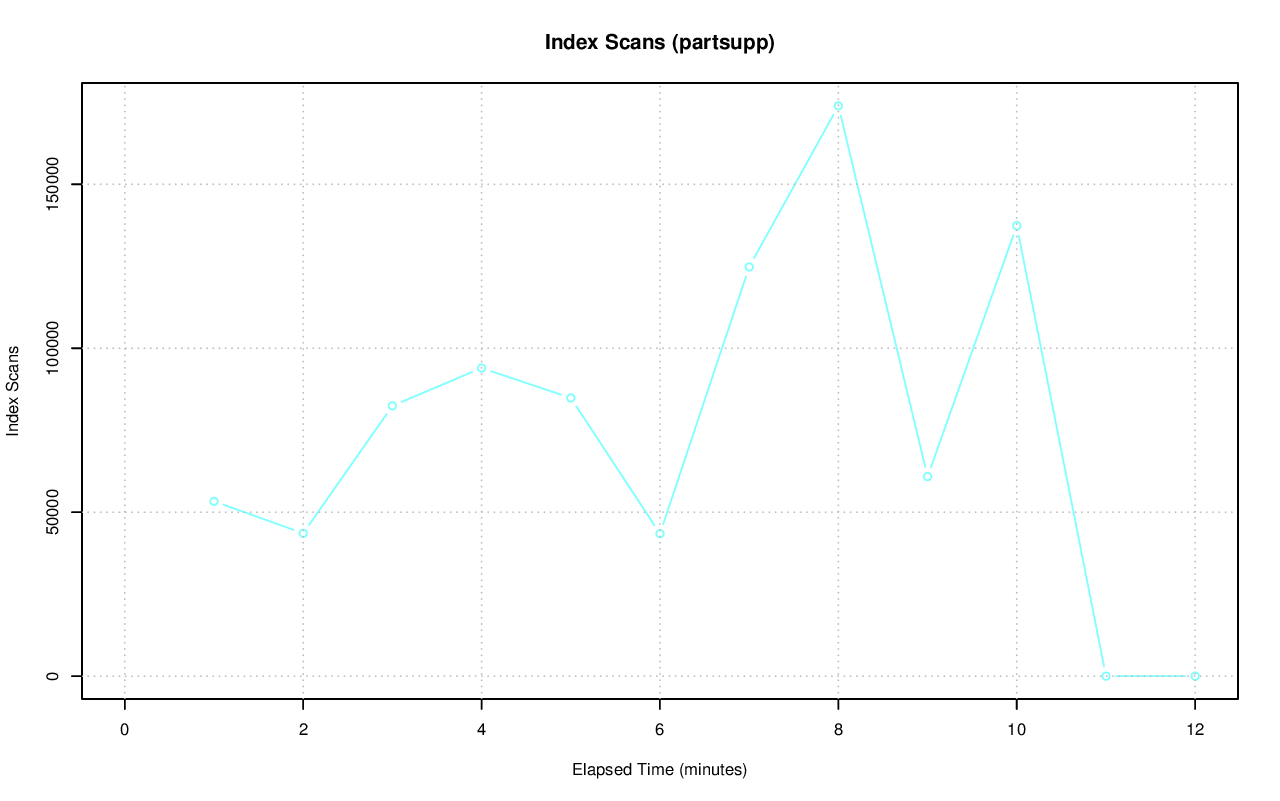 Index Scans (partsupp)
Index Scans
150000
100000
50000
0
0 2 4 6 8 10 12
Elapsed Time (minutes)